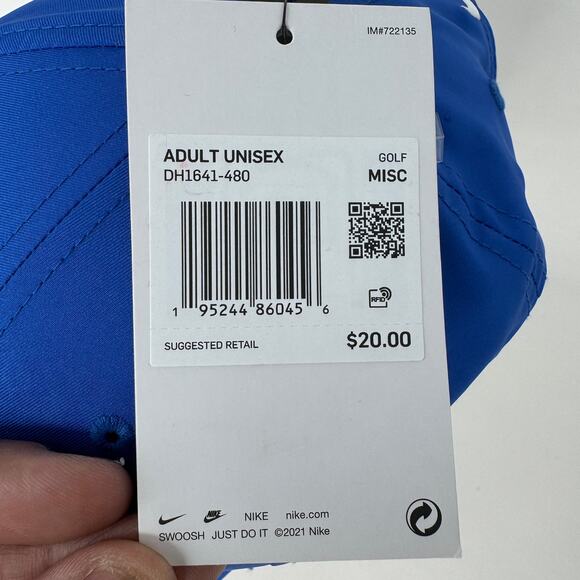 IM#722135
ADULT UNISEX GOLF
DH1641-480 MISC
1 95244 86045 6
RFID
SUGGESTED RETAIL $20.00
NIKE nike.com
SWOOSH JUST DO IT ©2021 Nike